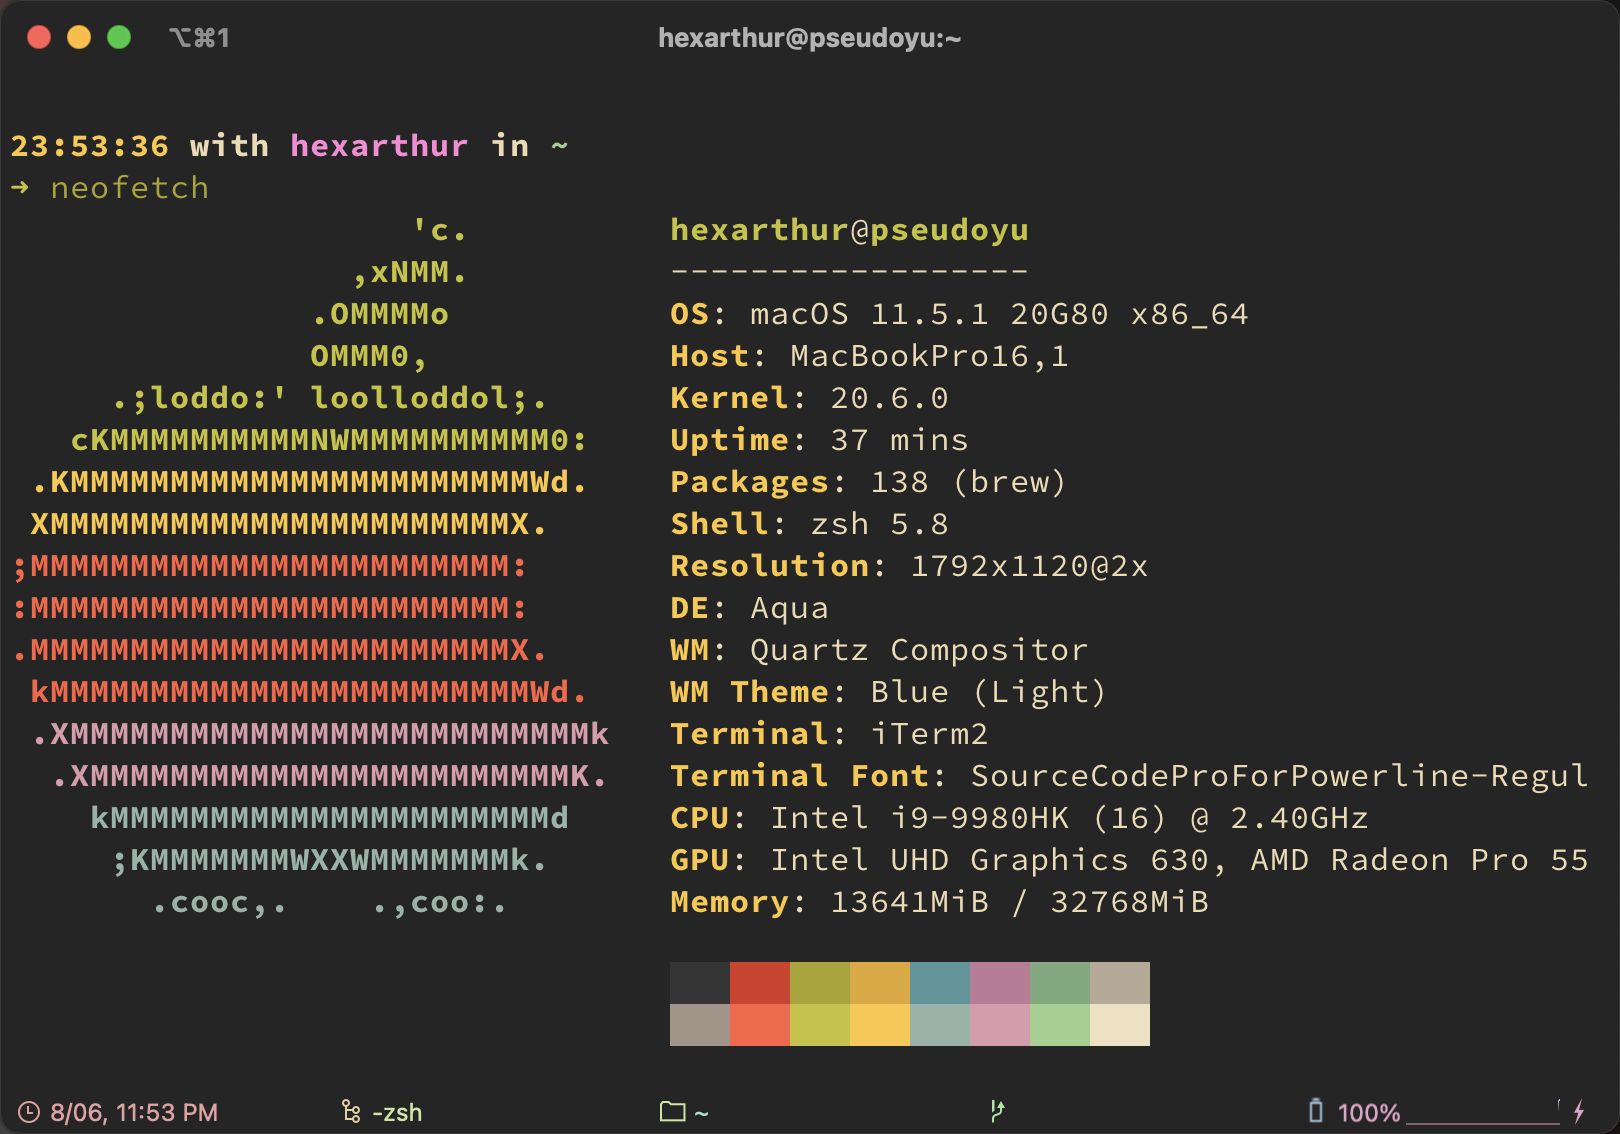 ⌥⌘1 hexarthur@pseudoyu:~
23:53:36 with hexarthur in ~
➜ neofetch
                    'c.          hexarthur@pseudoyu
                 ,xNMM.          ------------------
               .OMMMMo           OS: macOS 11.5.1 20G80 x86_64
               OMMM0,            Host: MacBookPro16,1
     .;loddo:' loolloddol;.      Kernel: 20.6.0
   cKMMMMMMMMMMNWMMMMMMMMMM0:    Uptime: 37 mins
 .KMMMMMMMMMMMMMMMMMMMMMMMWd.    Packages: 138 (brew)
 XMMMMMMMMMMMMMMMMMMMMMMMX.      Shell: zsh 5.8
;MMMMMMMMMMMMMMMMMMMMMMMM:       Resolution: 1792x1120@2x
:MMMMMMMMMMMMMMMMMMMMMMMM:       DE: Aqua
.MMMMMMMMMMMMMMMMMMMMMMMMX.      WM: Quartz Compositor
 kMMMMMMMMMMMMMMMMMMMMMMMMWd.    WM Theme: Blue (Light)
 .XMMMMMMMMMMMMMMMMMMMMMMMMMMk   Terminal: iTerm2
  .XMMMMMMMMMMMMMMMMMMMMMMMMK.   Terminal Font: SourceCodeProForPowerline-Regul
    kMMMMMMMMMMMMMMMMMMMMMMd     CPU: Intel i9-9980HK (16) @ 2.40GHz
     ;KMMMMMMMWXXWMMMMMMMk.      GPU: Intel UHD Graphics 630, AMD Radeon Pro 55
       .cooc,.    .,coo:.        Memory: 13641MiB / 32768MiB
8/06, 11:53 PM -zsh ~ 100%